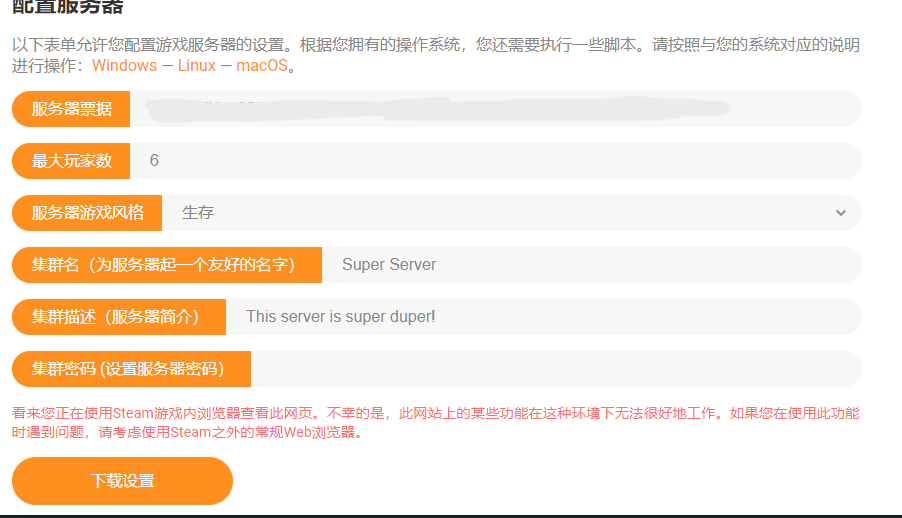 配置服务器
以下表单允许您配置游戏服务器的设置。根据您拥有的操作系统，您还需要执行一些脚本。请按照与您的系统对应的说明
进行操作：Windows — Linux — macOS。
服务器票据
最大玩家数 6
服务器游戏风格 生存
集群名（为服务器起一个友好的名字） Super Server
集群描述（服务器简介） This server is super duper!
集群密码 (设置服务器密码）
看来您正在使用Steam游戏内浏览器查看此网页。不幸的是，此网站上的某些功能在这种环境下无法很好地工作。如果您在使用此功能
时遇到问题，请考虑使用Steam之外的常规Web浏览器。
下载设置